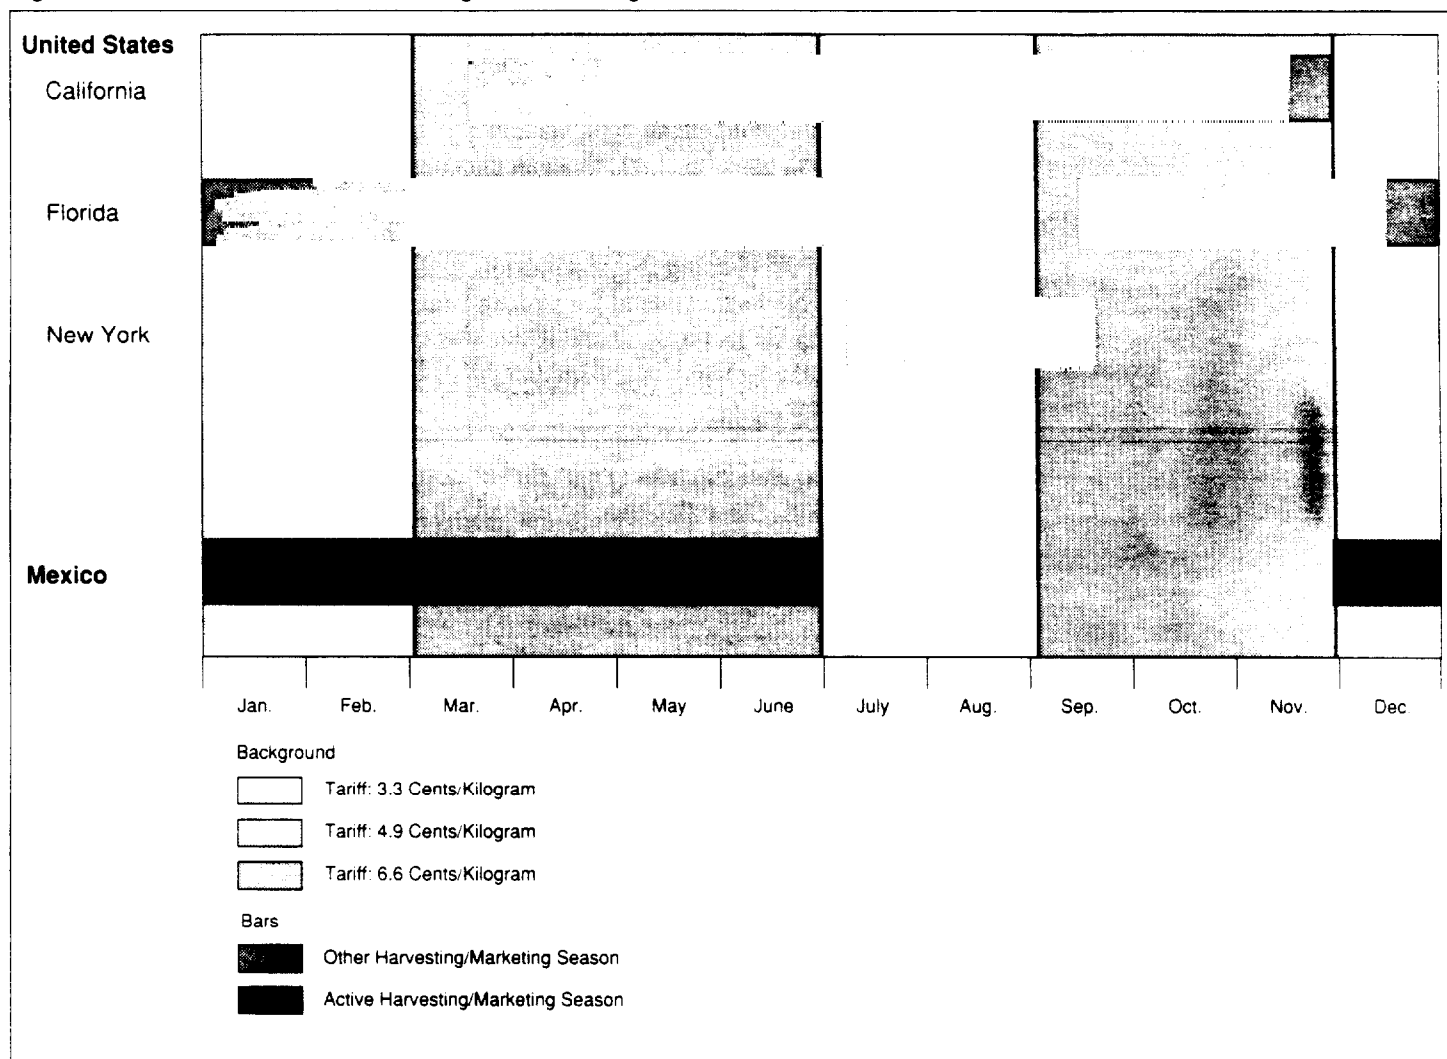 United States
California
Florida
New York
Mexico
Jan. Feb. Mar. Apr. May June July Aug. Sep. Oct. Nov. Dec.
Background
Tariff: 3.3 Cents/Kilogram
Tariff: 4.9 Cents/Kilogram
Tariff: 6.6 Cents/Kilogram
Bars
Other Harvesting/Marketing Season
Active Harvesting/Marketing Season